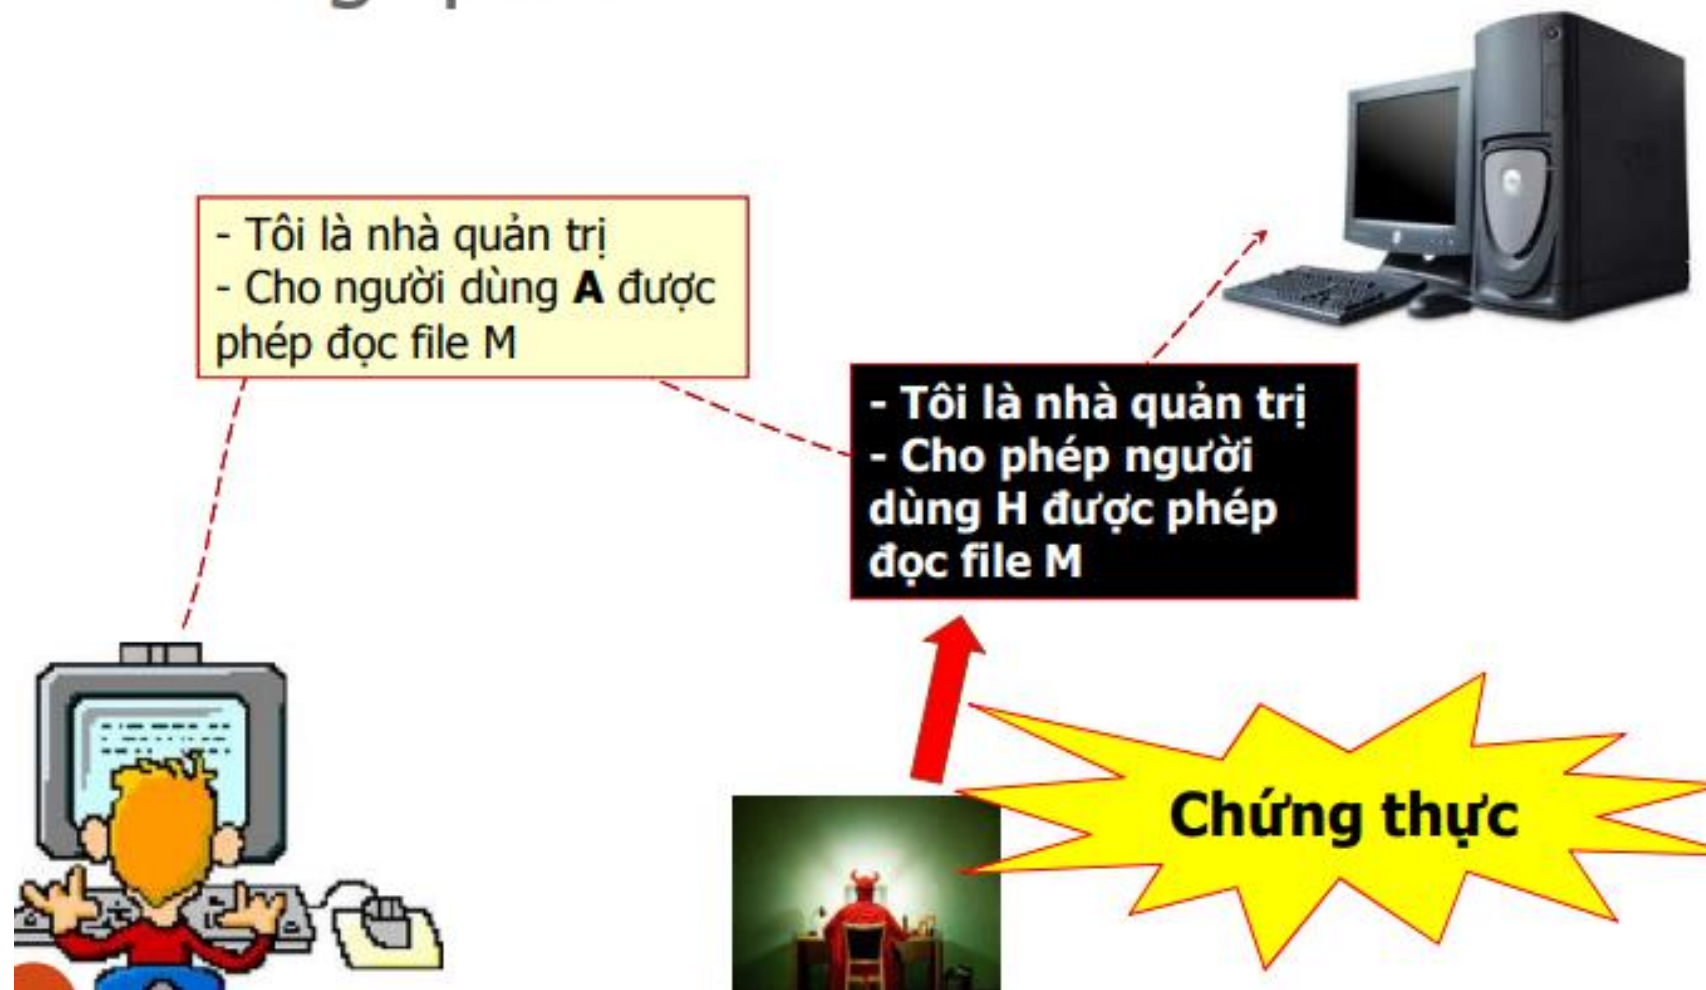 - Tôi là nhà quản trị
- Cho người dùng A được
phép đọc file M
- Tôi là nhà quản trị
- Cho phép người
dùng H được phép
đọc file M
Chứng thực